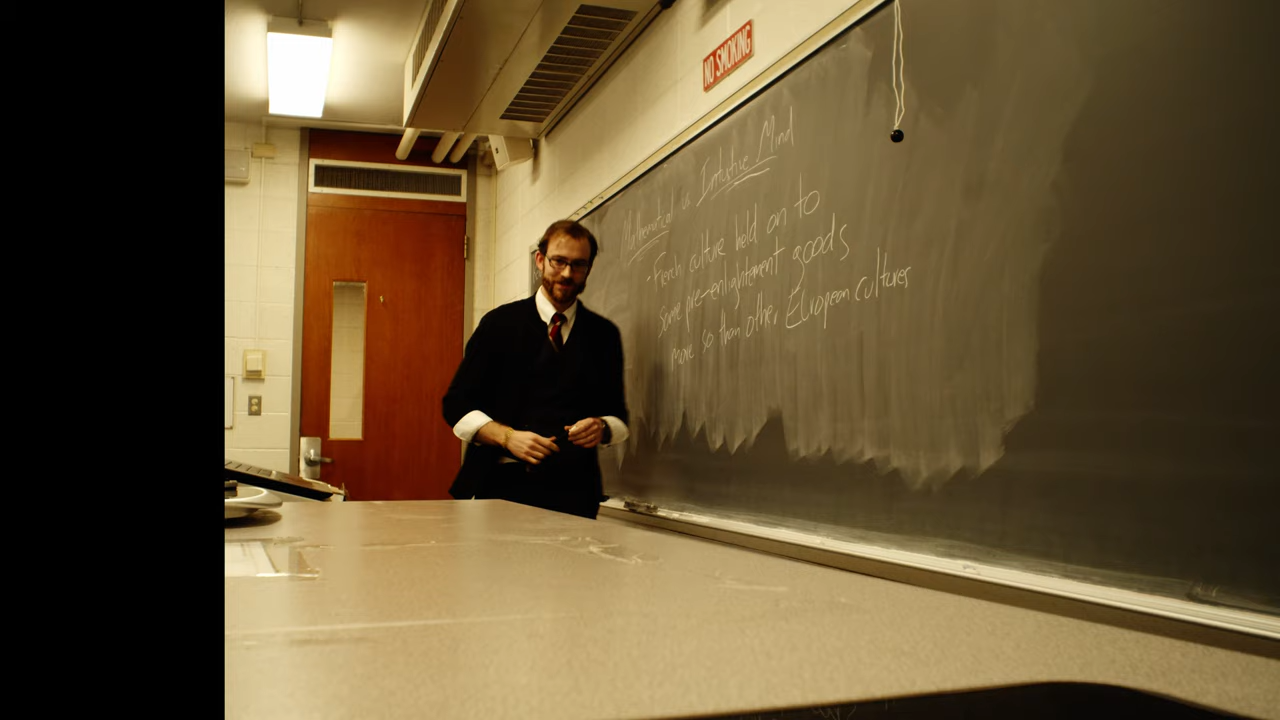 NO SMOKING
Mathematical vs Intuitive Mind
- French culture held on to
some pre-enlightenment goods
more so than other European cultures